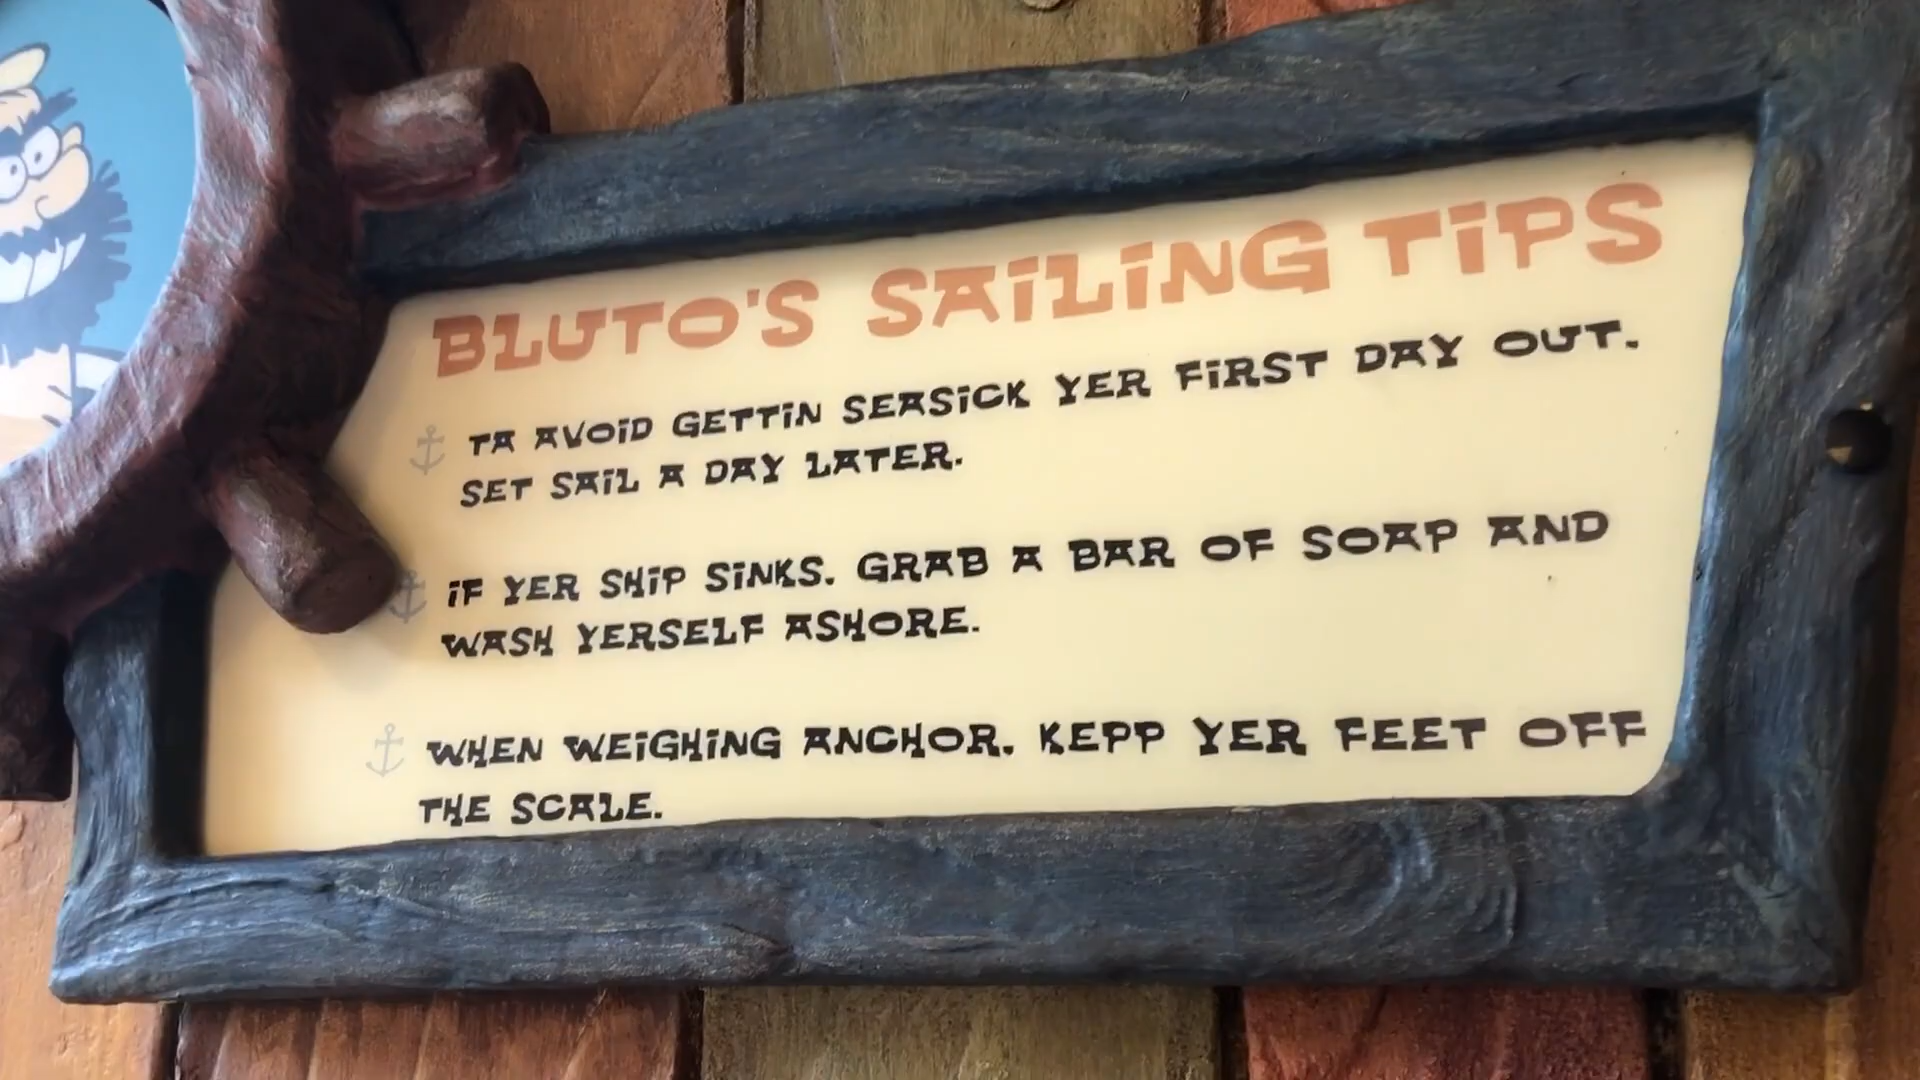 BLUTO'S SAILING TIPS
TA AVOID GETTIN SEASICK YER FIRST DAY OUT.
SET SAIL A DAY LATER.
IF YER SHIP SINKS. GRAB A BAR OF SOAP AND
WASH YERSELF ASHORE.
WHEN WEIGHING ANCHOR. KEPP YER FEET OFF
THE SCALE.